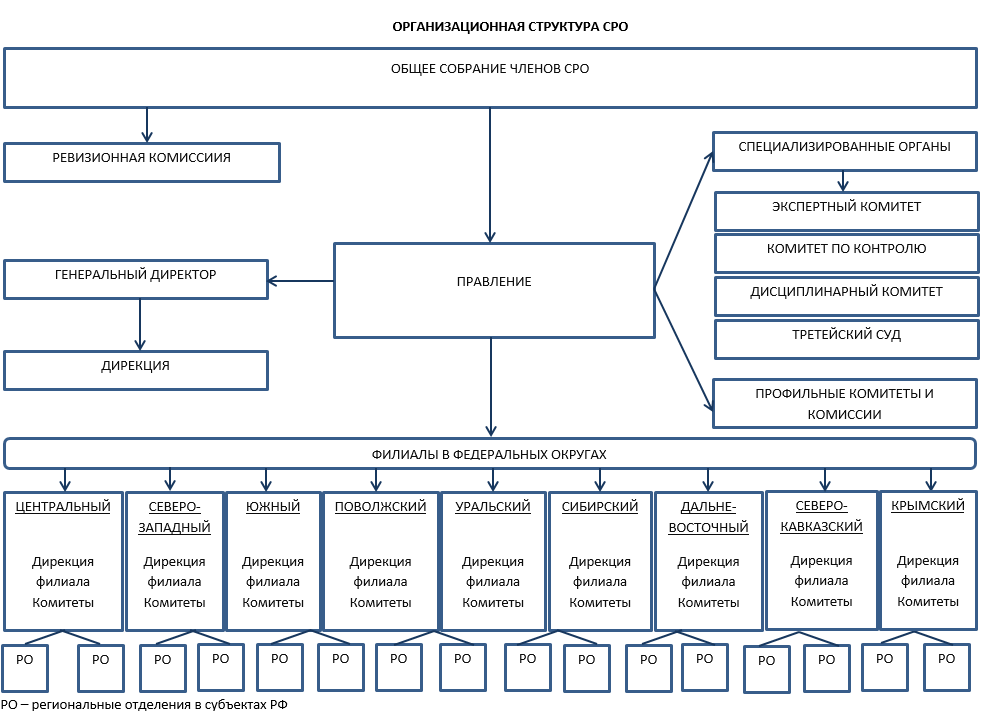 ОРГАНИЗАЦИОННАЯ СТРУКТУРА СРО
ОБЩЕЕ СОБРАНИЕ ЧЛЕНОВ СРО
РЕВИЗИОННАЯ КОМИССИИЯ
СПЕЦИАЛИЗИРОВАННЫЕ ОРГАНЫ
ЭКСПЕРТНЫЙ КОМИТЕТ
КОМИТЕТ ПО КОНТРОЛЮ
ДИСЦИПЛИНАРНЫЙ КОМИТЕТ
ТРЕТЕЙСКИЙ СУД
ГЕНЕРАЛЬНЫЙ ДИРЕКТОР
ПРАВЛЕНИЕ
ДИРЕКЦИЯ
ПРОФИЛЬНЫЕ КОМИТЕТЫ И
КОМИССИИ
ФИЛИАЛЫ В ФЕДЕРАЛЬНЫХ ОКРУГАХ
ЦЕНТРАЛЬНЫЙ
Дирекция
филиала
Комитеты
СЕВЕРО-
ЗАПАДНЫЙ
Дирекция
филиала
Комитеты
ЮЖНЫЙ
Дирекция
филиала
Комитеты
ПОВОЛЖСКИЙ
Дирекция
филиала
Комитеты
УРАЛЬСКИЙ
Дирекция
филиала
Комитеты
СИБИРСКИЙ
Дирекция
филиала
Комитеты
ДАЛЬНЕ-
ВОСТОЧНЫЙ
Дирекция
филиала
Комитеты
СЕВЕРО-
КАВКАЗСКИЙ
Дирекция
филиала
Комитеты
КРЫМСКИЙ
Дирекция
филиала
Комитеты
РО РО РО РО РО РО РО РО РО РО РО РО РО РО РО РО
РО – региональные отделения в субъектах РФ